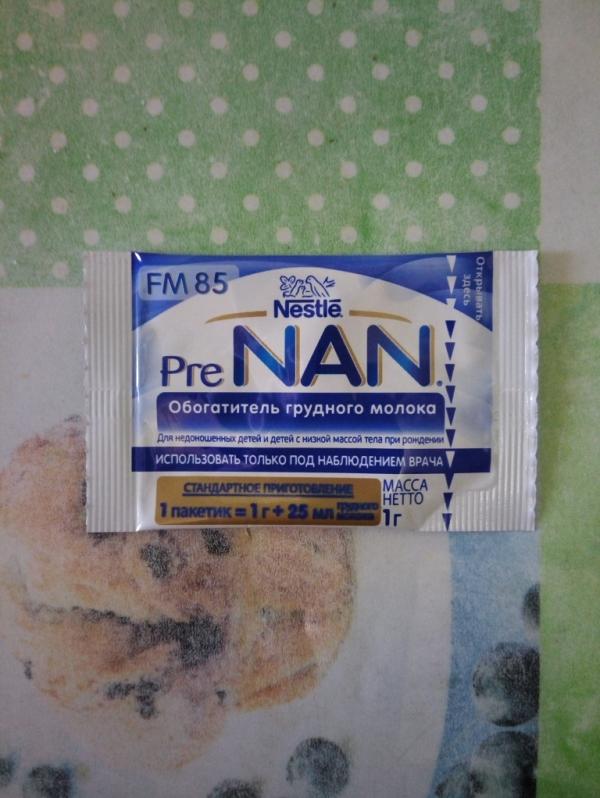 FM 85
Открывать здесь
Nestlē
Pre NAN.
Обогатитель грудного молока
Для недоношенных детей и детей с низкой массой тела при рождении
ИСПОЛЬЗОВАТЬ ТОЛЬКО ПОД НАБЛЮДЕНИЕМ ВРАЧА
СТАНДАРТНОЕ ПРИГОТОВЛЕНИЕ
1 пакетик = 1 г + 25 мл грудного молока
МАССА
НЕТТО
1г